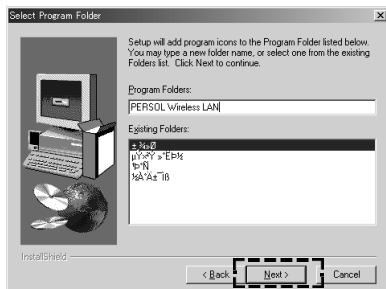 Select Program Folder
Setup will add program icons to the Program Folder listed below.
You may type a new folder name, or select one from the existing
Folders list. Click Next to continue.
Program Folders:
PERSOL Wireless LAN
Existing Folders:
InstallShield
< Back
Next >
Cancel